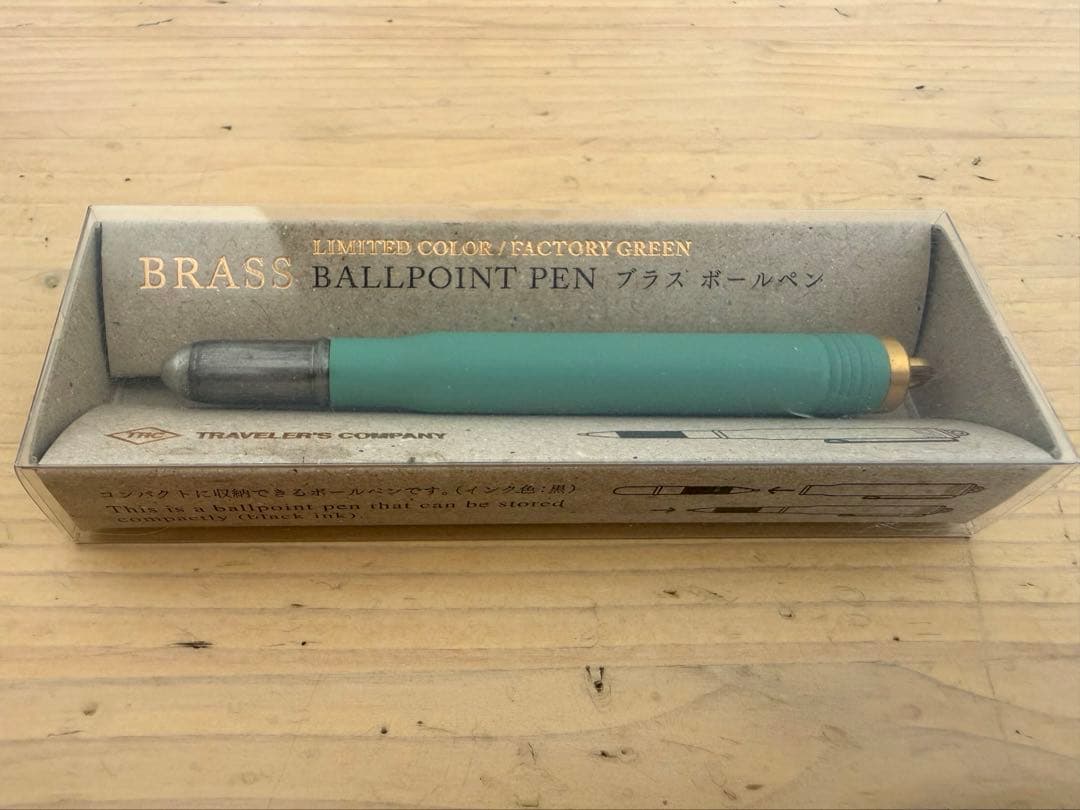 LIMITED COLOR / FACTORY GREEN
BRASS BALLPOINT PEN ブラス ボールペン
TRC TRAVELER'S COMPANY
コンパクトに収納できるボールペンです。(インク色:黒)
This is a ballpoint pen that can be stored
compactly (black ink).